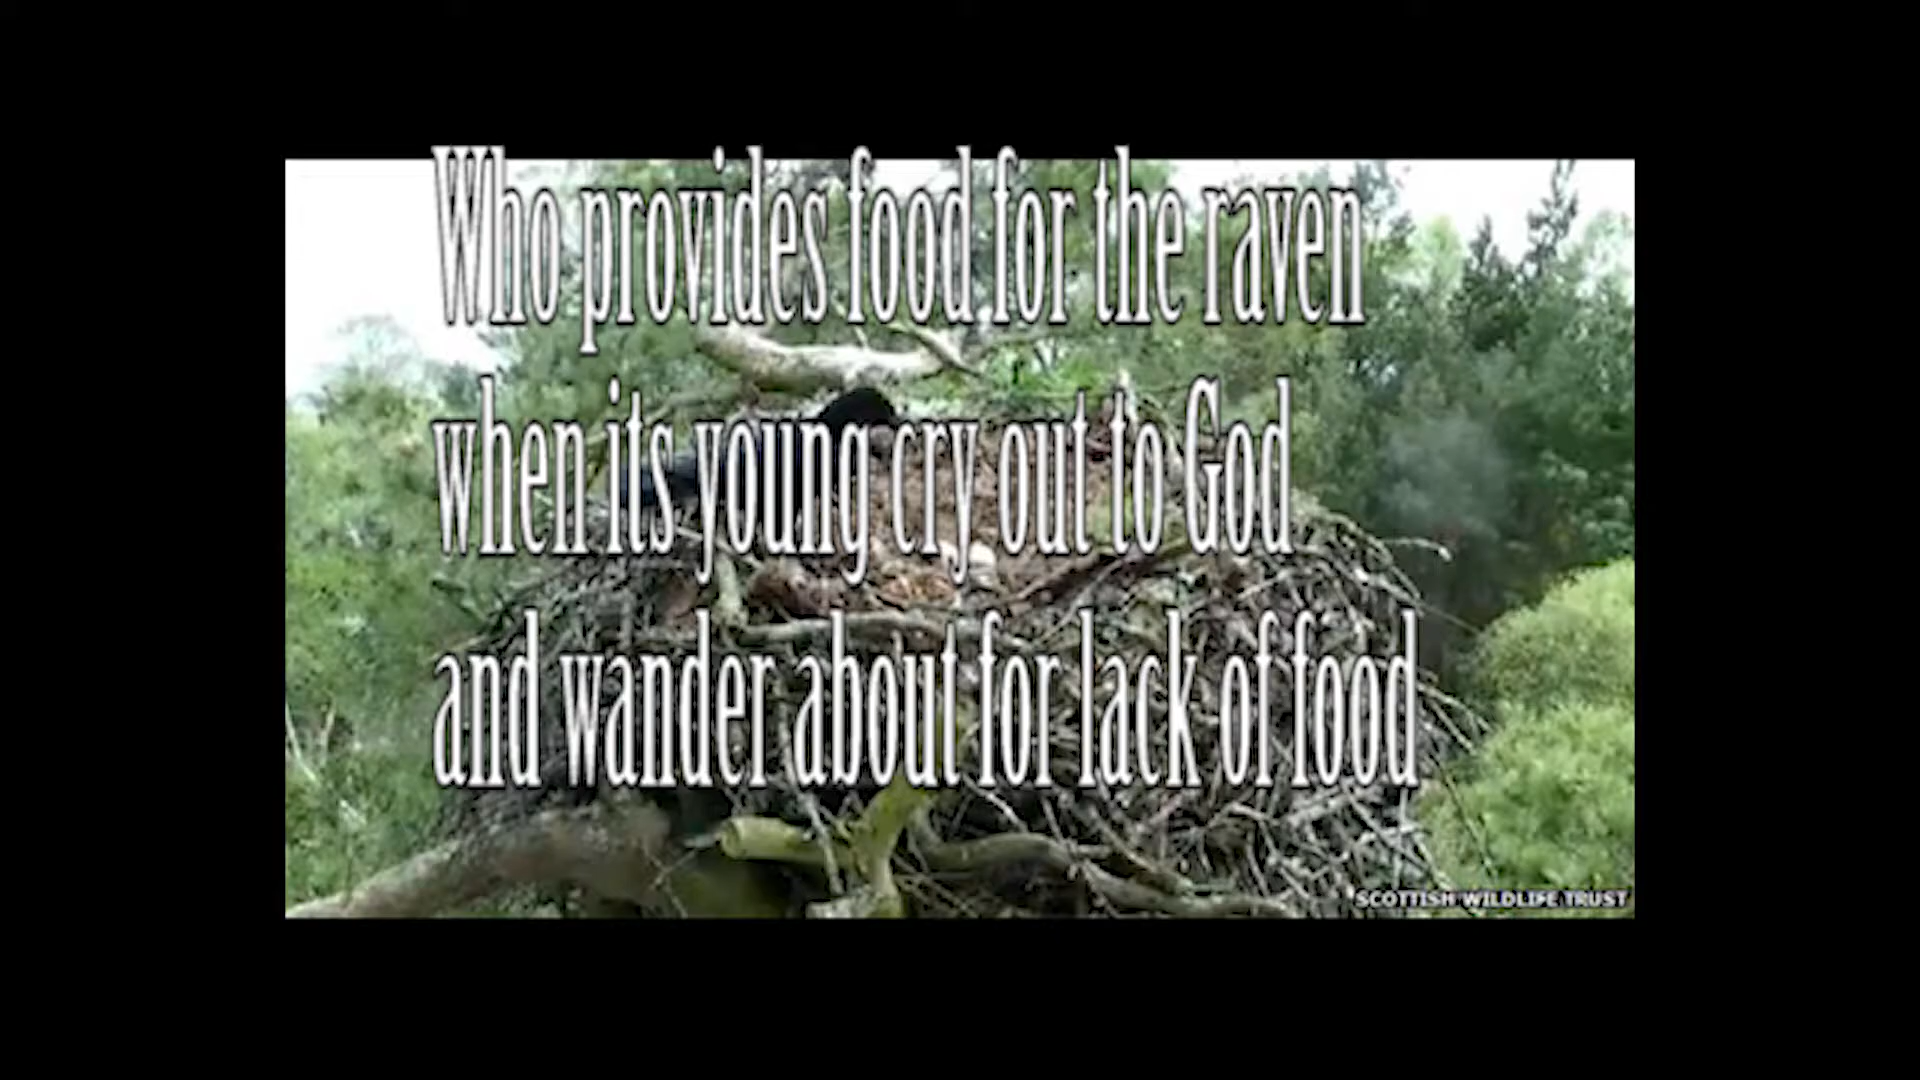 Who provides food for the raven
when its young cry out to God
and wander about for lack of food
SCOTTISH WILDLIFE TRUST